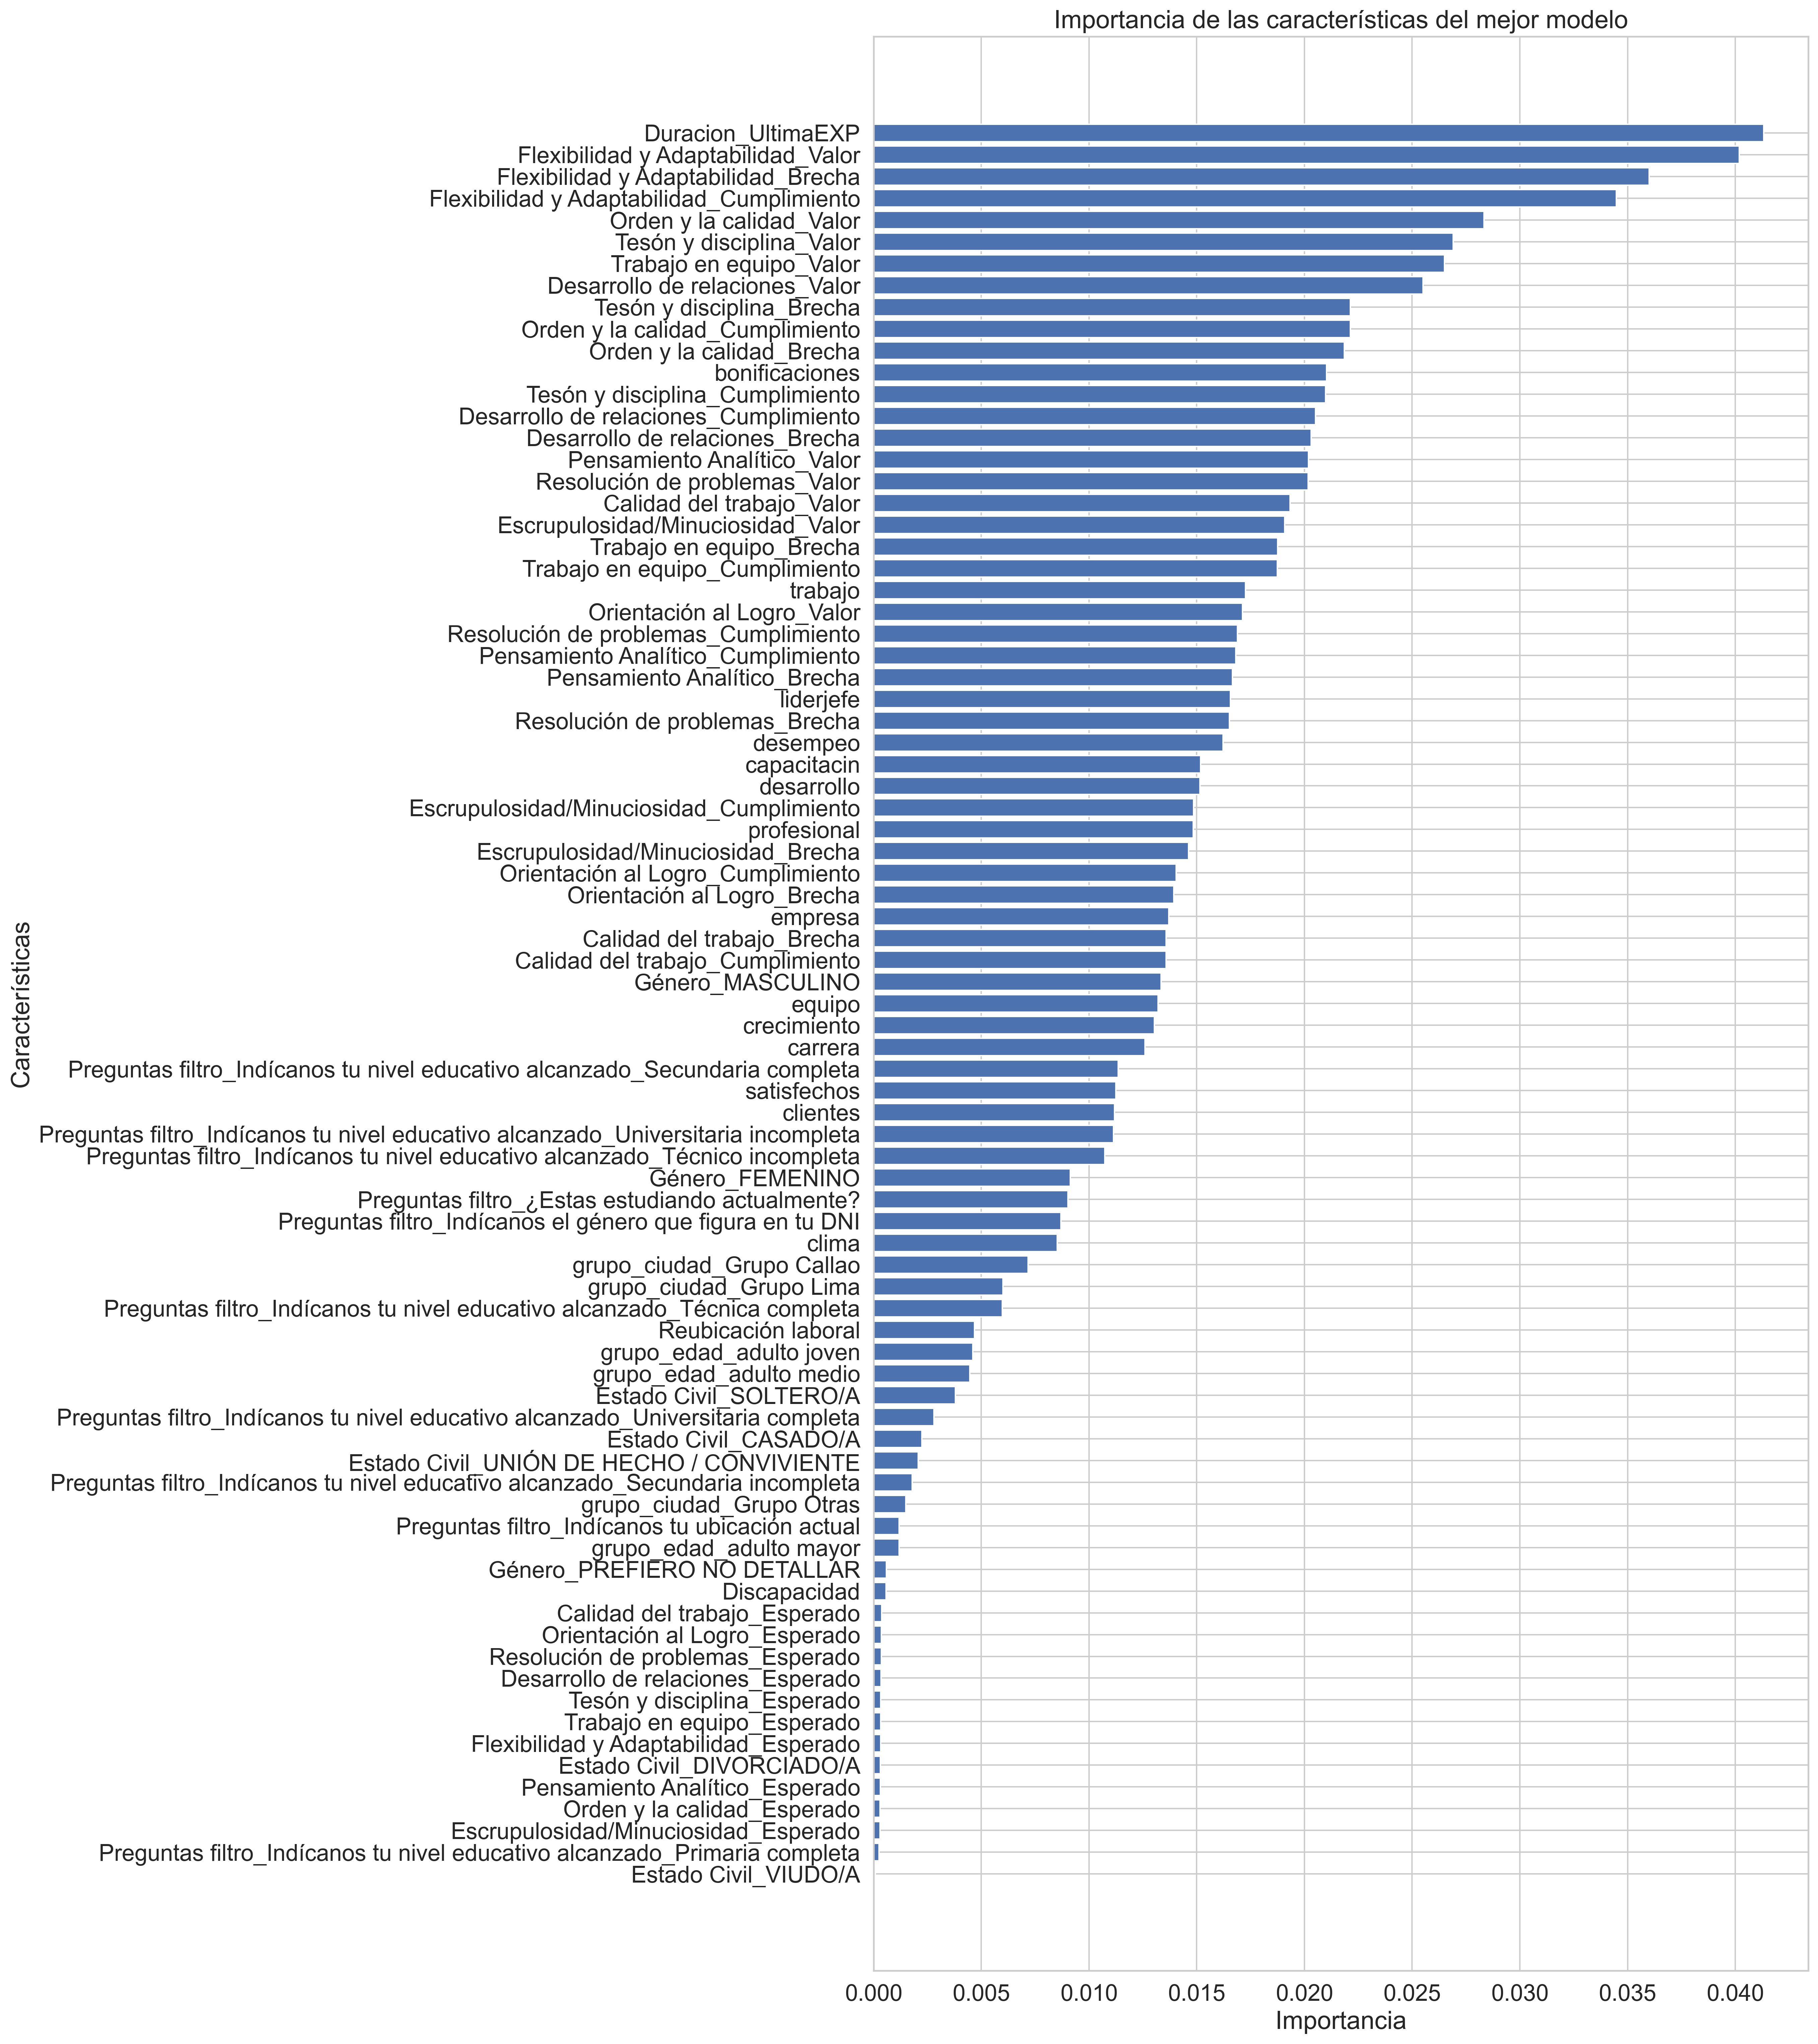 Importancia de las características del mejor modelo
Duracion_UltimaEXP
Flexibilidad y Adaptabilidad_Valor
Flexibilidad y Adaptabilidad_Brecha
Flexibilidad y Adaptabilidad_Cumplimiento
Orden y la calidad_Valor
Tesón y disciplina_Valor
Trabajo en equipo_Valor
Desarrollo de relaciones_Valor
Tesón y disciplina_Brecha
Orden y la calidad_Cumplimiento
Orden y la calidad_Brecha
bonificaciones
Tesón y disciplina_Cumplimiento
Desarrollo de relaciones_Cumplimiento
Desarrollo de relaciones_Brecha
Pensamiento Analítico_Valor
Resolución de problemas_Valor
Calidad del trabajo_Valor
Escrupulosidad/Minuciosidad_Valor
Trabajo en equipo_Brecha
Trabajo en equipo_Cumplimiento
trabajo
Orientación al Logro_Valor
Resolución de problemas_Cumplimiento
Pensamiento Analítico_Cumplimiento
Pensamiento Analítico_Brecha
liderjefe
Resolución de problemas_Brecha
desempeo
capacitacin
desarrollo
Escrupulosidad/Minuciosidad_Cumplimiento
profesional
Escrupulosidad/Minuciosidad_Brecha
Orientación al Logro_Cumplimiento
Orientación al Logro_Brecha
empresa
Calidad del trabajo_Brecha
Calidad del trabajo_Cumplimiento
Género_MASCULINO
equipo
crecimiento
carrera
Preguntas filtro_Indícanos tu nivel educativo alcanzado_Secundaria completa
satisfechos
clientes
Preguntas filtro_Indícanos tu nivel educativo alcanzado_Universitaria incompleta
Preguntas filtro_Indícanos tu nivel educativo alcanzado_Técnico incompleta
Género_FEMENINO
Preguntas filtro_¿Estas estudiando actualmente?
Preguntas filtro_Indícanos el género que figura en tu DNI
clima
grupo_ciudad_Grupo Callao
grupo_ciudad_Grupo Lima
Preguntas filtro_Indícanos tu nivel educativo alcanzado_Técnica completa
Reubicación laboral
grupo_edad_adulto joven
grupo_edad_adulto medio
Estado Civil_SOLTERO/A
Preguntas filtro_Indícanos tu nivel educativo alcanzado_Universitaria completa
Estado Civil_CASADO/A
Estado Civil_UNIÓN DE HECHO / CONVIVIENTE
Preguntas filtro_Indícanos tu nivel educativo alcanzado_Secundaria incompleta
grupo_ciudad_Grupo Otras
Preguntas filtro_Indícanos tu ubicación actual
grupo_edad_adulto mayor
Género_PREFIERO NO DETALLAR
Discapacidad
Calidad del trabajo_Esperado
Orientación al Logro_Esperado
Resolución de problemas_Esperado
Desarrollo de relaciones_Esperado
Tesón y disciplina_Esperado
Trabajo en equipo_Esperado
Flexibilidad y Adaptabilidad_Esperado
Estado Civil_DIVORCIADO/A
Pensamiento Analítico_Esperado
Orden y la calidad_Esperado
Escrupulosidad/Minuciosidad_Esperado
Preguntas filtro_Indícanos tu nivel educativo alcanzado_Primaria completa
Estado Civil_VIUDO/A
Características
0.000 0.005 0.010 0.015 0.020 0.025 0.030 0.035 0.040
Importancia